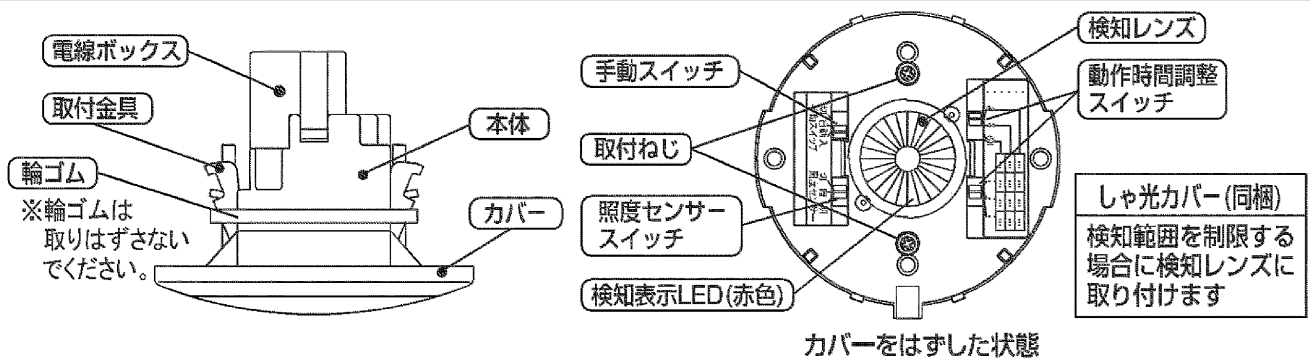 電線ボックス
取付金具
輪ゴム
※輪ゴムは
取りはずさない
でください。
本体
カバー
手動スイッチ
取付ねじ
照度センサー
スイッチ
検知表示LED(赤色)
検知レンズ
動作時間調整
スイッチ
しゃ光カバー(同梱)
検知範囲を制限する
場合に検知レンズに
取り付けます
カバーをはずした状態